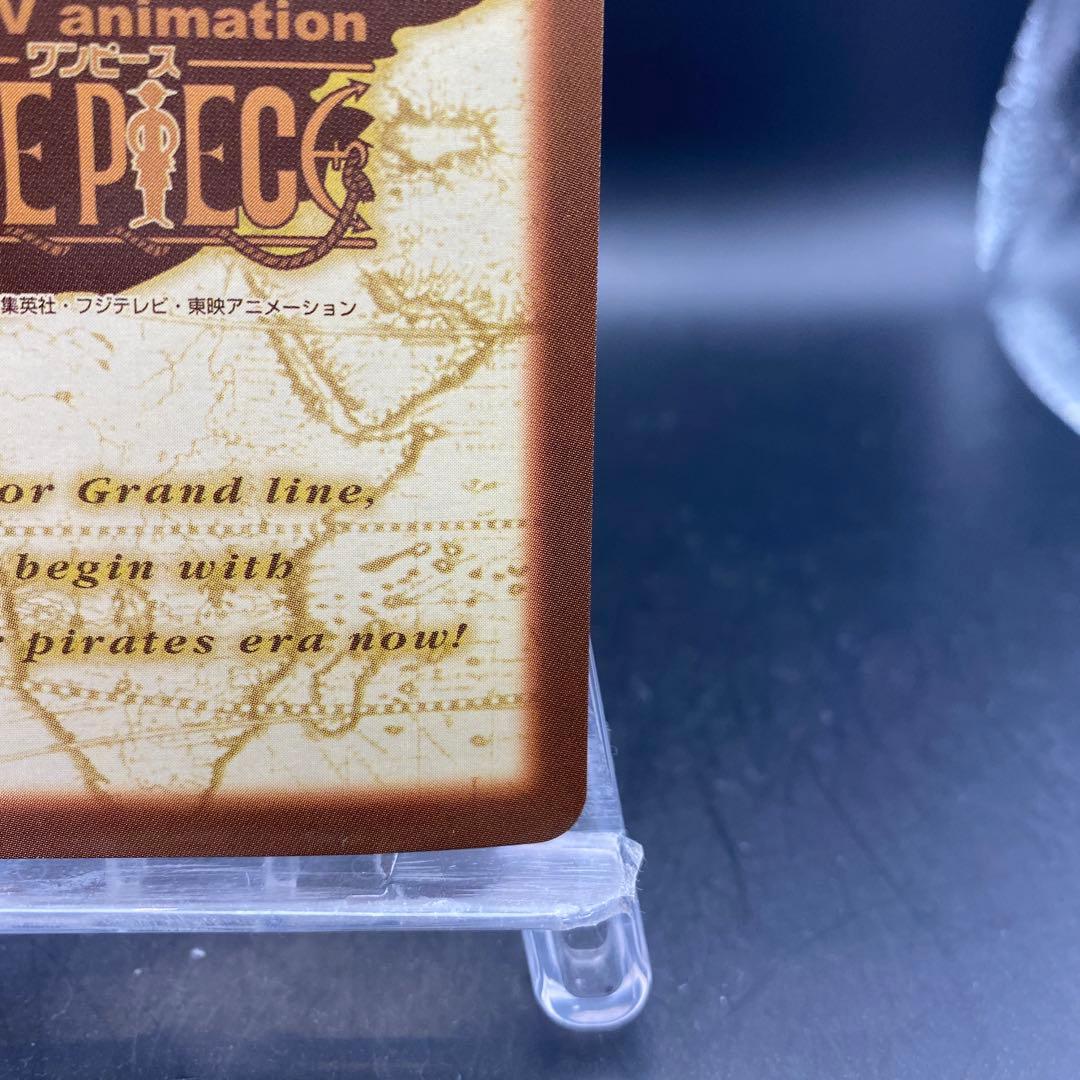 V animation
ワンピース
E PIECE
集英社・フジテレビ・東映アニメーション
or Grand line,
begin with
pirates era now!